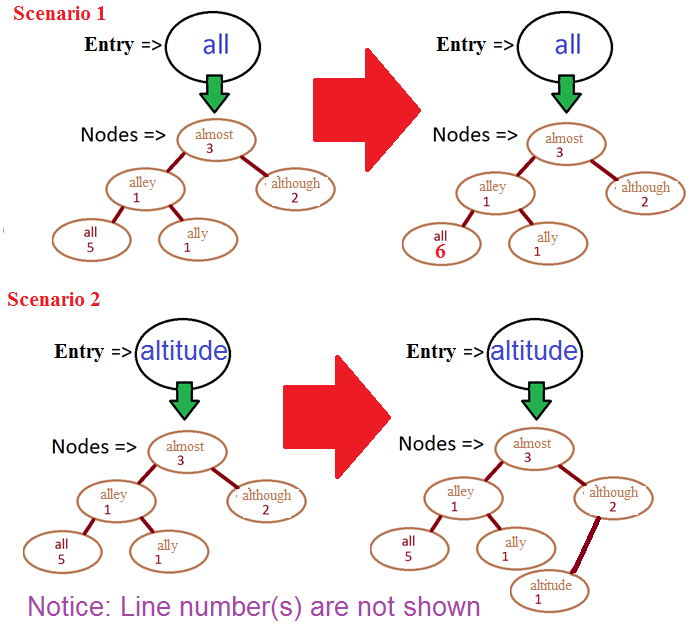 Scenario 1
Entry => all
Entry => all
Nodes => almost
3
alley
1
although
2
all
5
ally
1
Nodes => almost
3
alley
1
although
2
all
6
ally
1
Scenario 2
Entry => altitude
Entry => altitude
Nodes => almost
3
alley
1
although
2
all
5
ally
1
Nodes => almost
3
alley
1
although
2
all
5
ally
1
altitude
1
Notice: Line number(s) are not shown